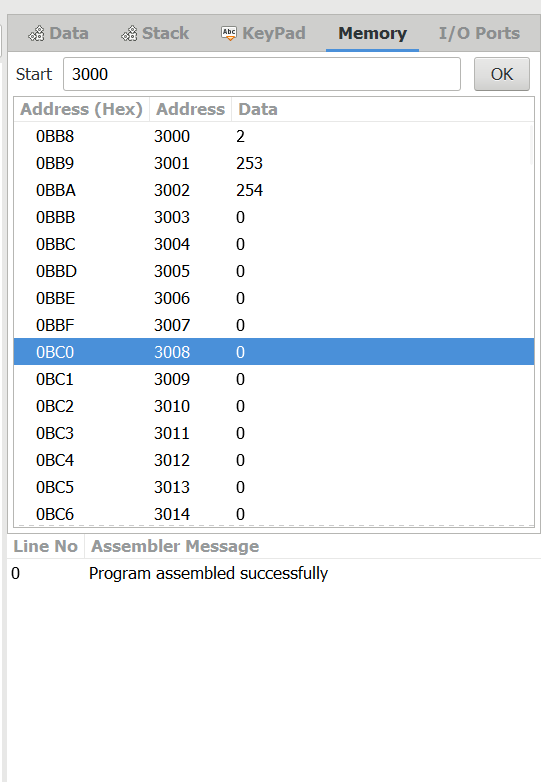 Data Stack Abc KeyPad Memory I/O Ports
Start 3000 OK
Address (Hex) Address Data
0BB8 3000 2
0BB9 3001 253
0BBA 3002 254
0BBB 3003 0
0BBC 3004 0
0BBD 3005 0
0BBE 3006 0
0BBF 3007 0
0BC0 3008 0
0BC1 3009 0
0BC2 3010 0
0BC3 3011 0
0BC4 3012 0
0BC5 3013 0
0BC6 3014 0
Line No Assembler Message
0 Program assembled successfully